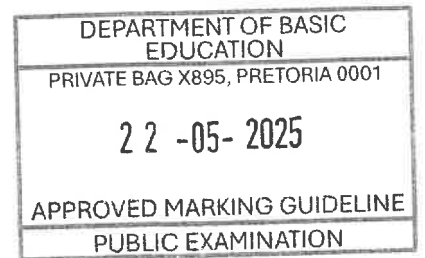 DEPARTMENT OF BASIC
EDUCATION
PRIVATE BAG X895, PRETORIA 0001
22 -05- 2025
APPROVED MARKING GUIDELINE
PUBLIC EXAMINATION